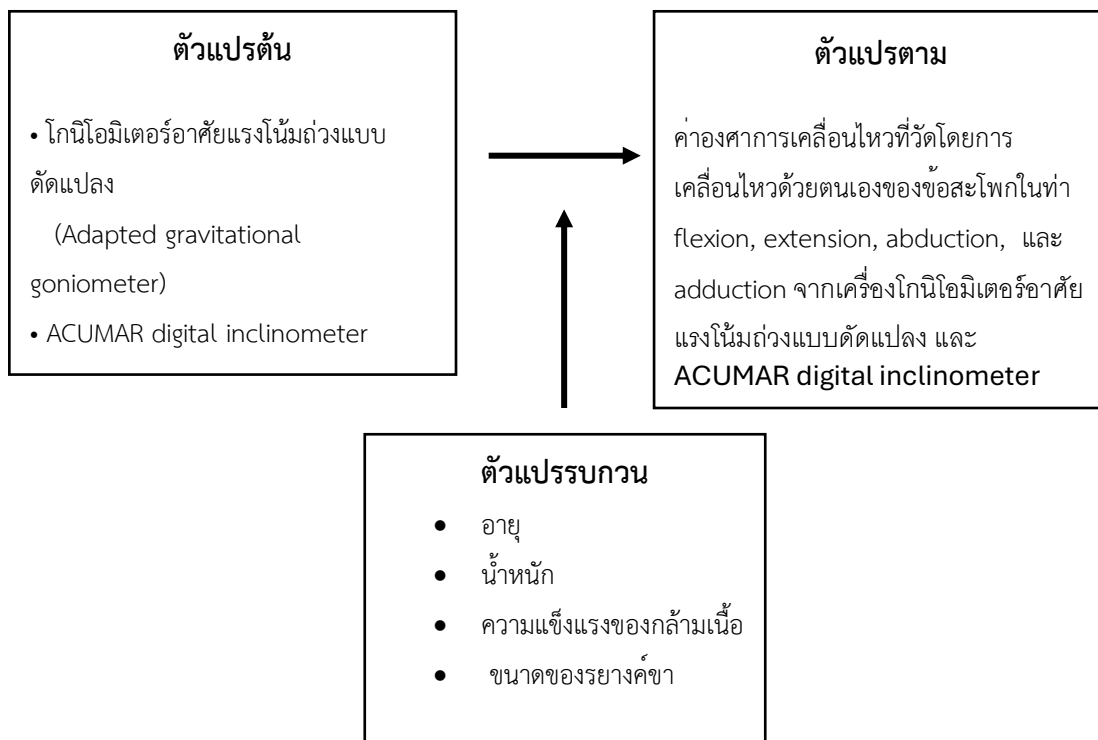 ตัวแปรต้น
• โกนิโอมิเตอร์อาศัยแรงโน้มถ่วงแบบ
ดัดแปลง
(Adapted gravitational
goniometer)
• ACUMAR digital inclinometer
ตัวแปรตาม
ค่าองศาการเคลื่อนไหวที่วัดโดยการ
เคลื่อนไหวด้วยตนเองของข้อสะโพกในท่า
flexion, extension, abduction, และ
adduction จากเครื่องโกนิโอมิเตอร์อาศัย
แรงโน้มถ่วงแบบดัดแปลง และ
ACUMAR digital inclinometer
ตัวแปรรบกวน
• อายุ
• น้ำหนัก
• ความแข็งแรงของกล้ามเนื้อ
• ขนาดของรยางค์ขา